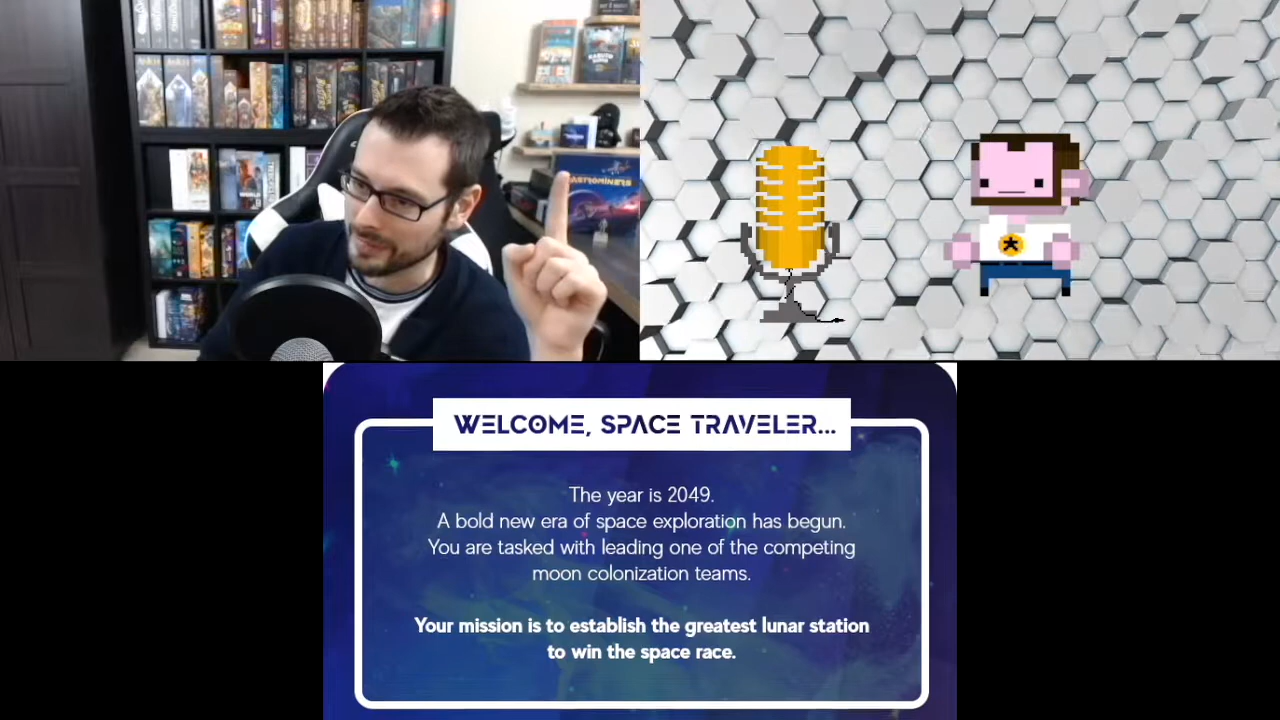 ASTROMINERS
WELCOME, SPACE TRAVELER...
The year is 2049.
A bold new era of space exploration has begun.
You are tasked with leading one of the competing
moon colonization teams.
Your mission is to establish the greatest lunar station
to win the space race.